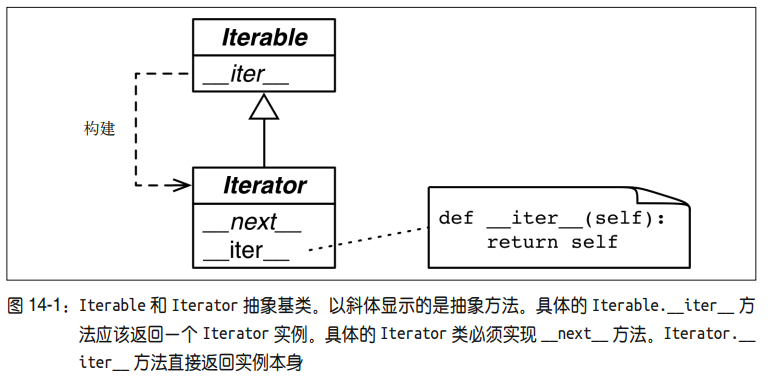 Iterable
__iter__
构建
Iterator
__next__
__iter__
def __iter__(self):
    return self
图 14-1：Iterable 和 Iterator 抽象基类。以斜体显示的是抽象方法。具体的 Iterable.__iter__ 方
法应该返回一个 Iterator 实例。具体的 Iterator 类必须实现 __next__ 方法。Iterator.__
iter__ 方法直接返回实例本身